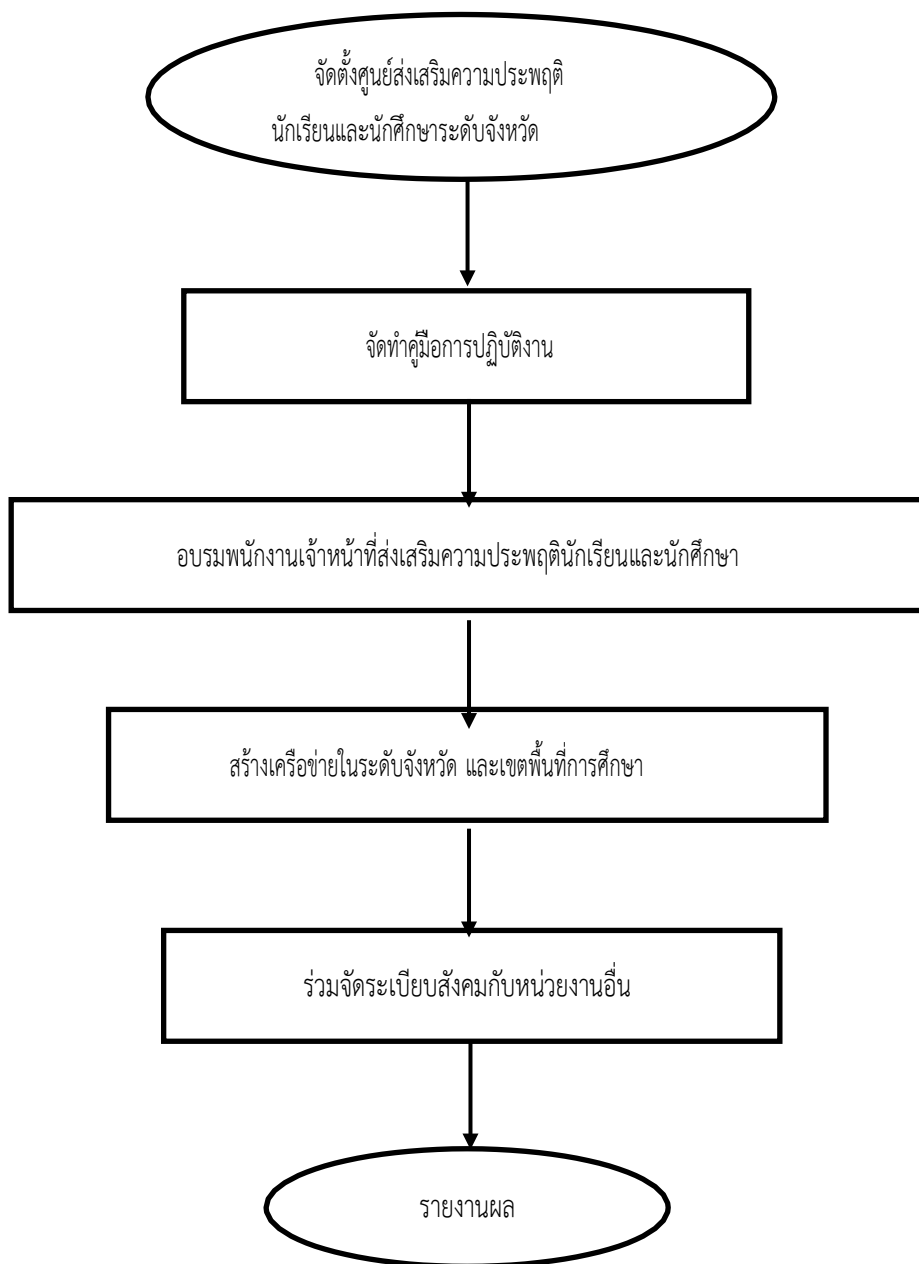 จัดตั้งศูนย์ส่งเสริมความประพฤติ
นักเรียนและนักศึกษาระดับจังหวัด
จัดทำคู่มือการปฏิบัติงาน
อบรมพนักงานเจ้าหน้าที่ส่งเสริมความประพฤตินักเรียนและนักศึกษา
สร้างเครือข่ายในระดับจังหวัด และเขตพื้นที่การศึกษา
ร่วมจัดระเบียบสังคมกับหน่วยงานอื่น
รายงานผล